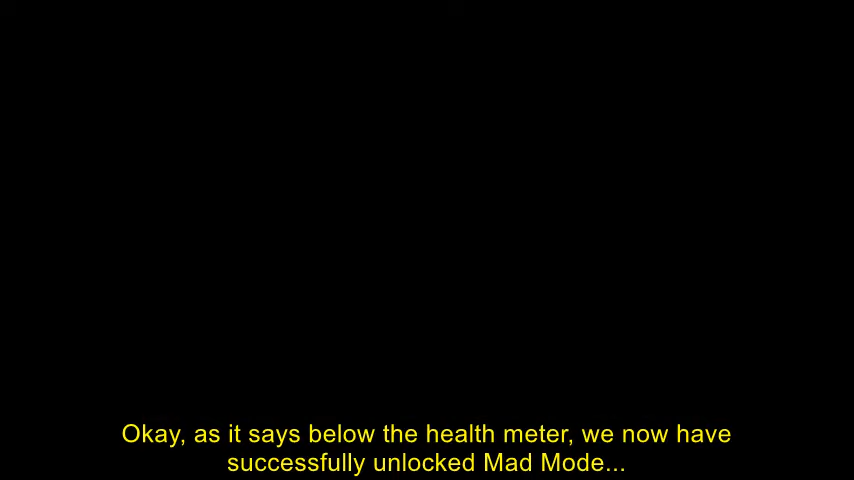 Okay, as it says below the health meter, we now have
successfully unlocked Mad Mode...